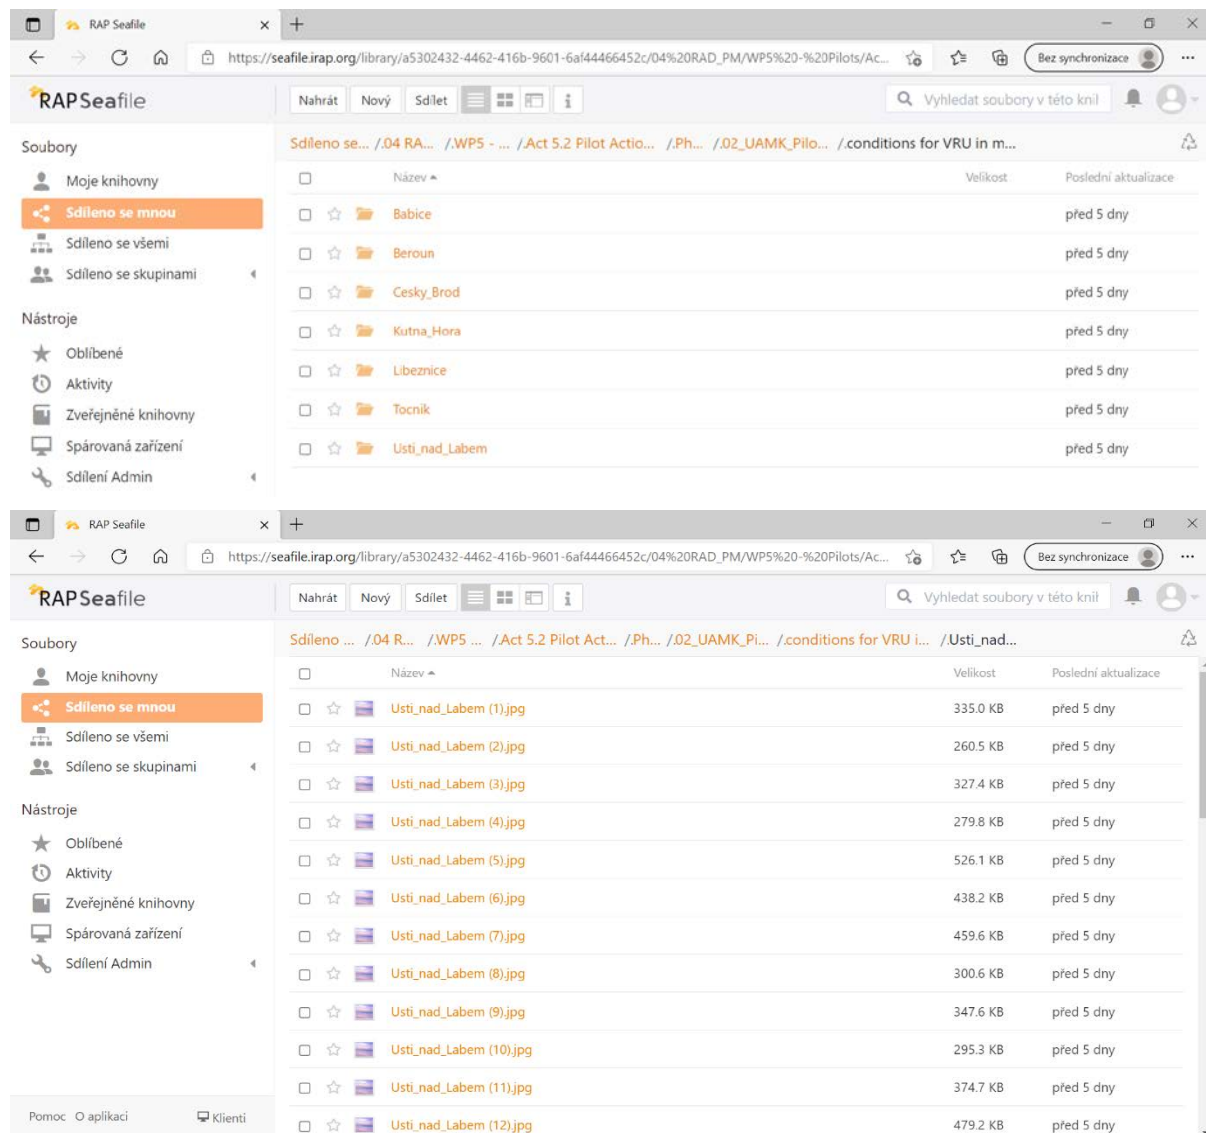 RAP Seafile
https://seafile.irap.org/library/a5302432-4462-416b-9601-6af44466452c/04%20RAD_PM/WP5%20-%20Pilots/Ac... Bez synchronizace
RAPSeafile Nahrát Nový Sdílet Vyhledat soubory v této knih
Soubory
Moje knihovny
Sdíleno se mnou
Sdíleno se všemi
Sdíleno se skupinami
Nástroje
Oblíbené
Aktivity
Zveřejněné knihovny
Spárovaná zařízení
Sdílení Admin
Sdíleno se... /.04 RA... /.WP5 - ... /.Act 5.2 Pilot Actio... /.Ph... /.02_UAMK_Pilo... /.conditions for VRU in m...
Název Velikost Poslední aktualizace
Babice před 5 dny
Beroun před 5 dny
Cesky_Brod před 5 dny
Kutna_Hora před 5 dny
Libeznice před 5 dny
Tocnik před 5 dny
Usti_nad_Labem před 5 dny
RAP Seafile
https://seafile.irap.org/library/a5302432-4462-416b-9601-6af44466452c/04%20RAD_PM/WP5%20-%20Pilots/Ac... Bez synchronizace
RAPSeafile Nahrát Nový Sdílet Vyhledat soubory v této knih
Soubory
Moje knihovny
Sdíleno se mnou
Sdíleno se všemi
Sdíleno se skupinami
Nástroje
Oblíbené
Aktivity
Zveřejněné knihovny
Spárovaná zařízení
Sdílení Admin
Pomoc O aplikaci Klienti
Sdíleno ... /.04 R... /.WP5 ... /.Act 5.2 Pilot Act... /.Ph... /.02_UAMK_Pi... /.conditions for VRU i... /.Usti_nad...
Název Velikost Poslední aktualizace
Usti_nad_Labem (1).jpg 335.0 KB před 5 dny
Usti_nad_Labem (2).jpg 260.5 KB před 5 dny
Usti_nad_Labem (3).jpg 327.4 KB před 5 dny
Usti_nad_Labem (4).jpg 279.8 KB před 5 dny
Usti_nad_Labem (5).jpg 526.1 KB před 5 dny
Usti_nad_Labem (6).jpg 438.2 KB před 5 dny
Usti_nad_Labem (7).jpg 459.6 KB před 5 dny
Usti_nad_Labem (8).jpg 300.6 KB před 5 dny
Usti_nad_Labem (9).jpg 347.6 KB před 5 dny
Usti_nad_Labem (10).jpg 295.3 KB před 5 dny
Usti_nad_Labem (11).jpg 374.7 KB před 5 dny
Usti_nad_Labem (12).jpg 479.2 KB před 5 dny